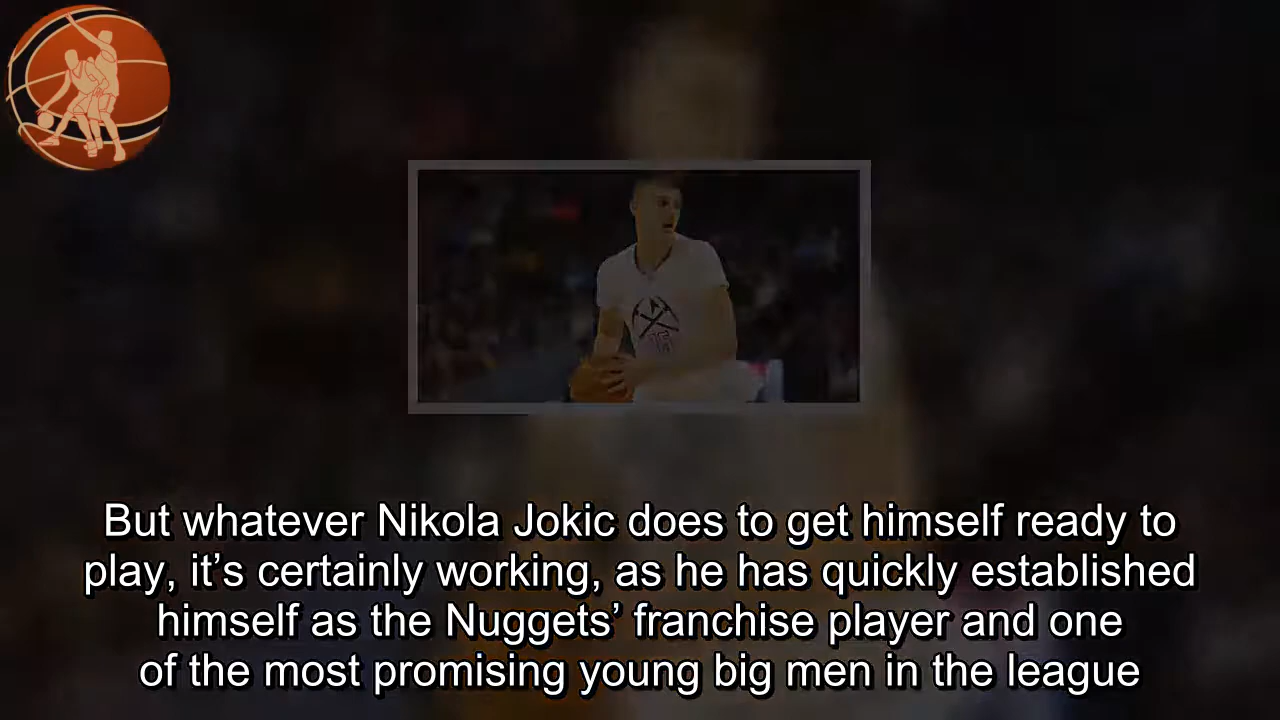 But whatever Nikola Jokic does to get himself ready to
play, it’s certainly working, as he has quickly established
himself as the Nuggets’ franchise player and one
of the most promising young big men in the league